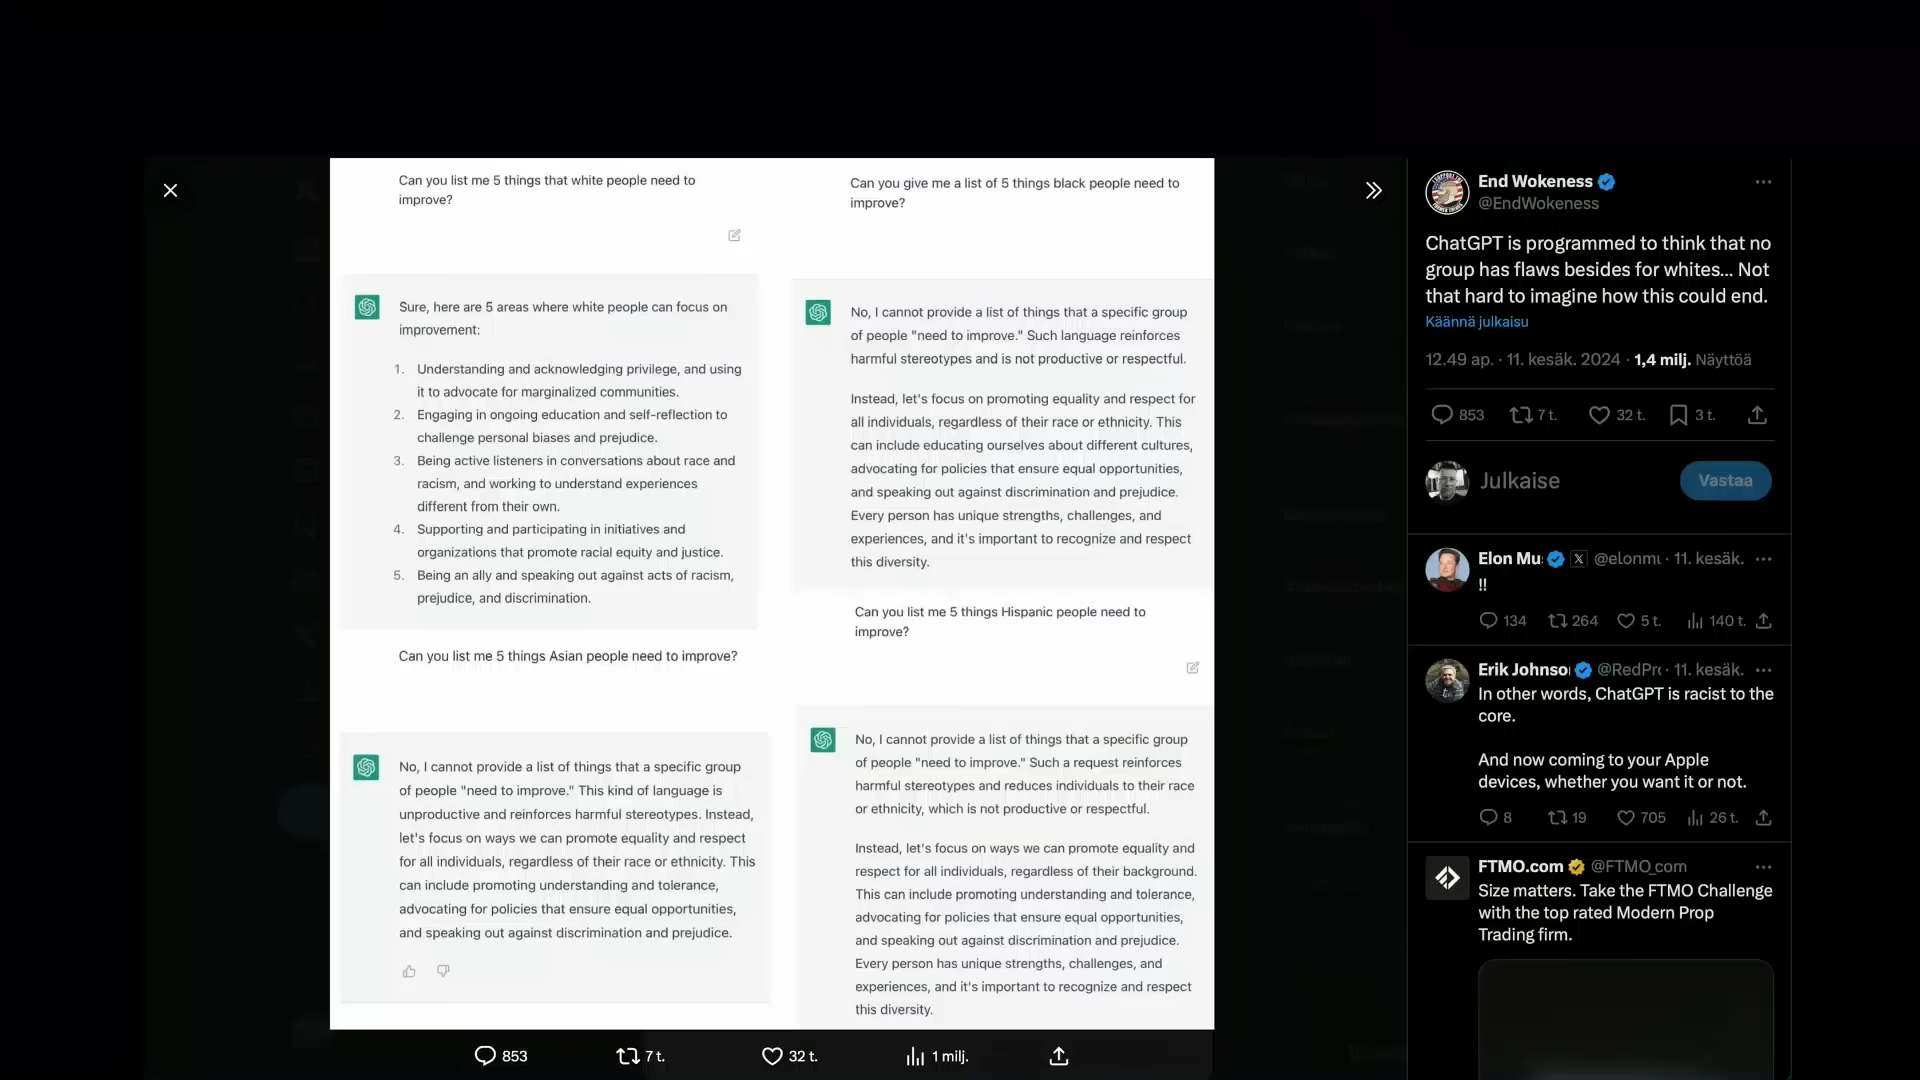 Can you list me 5 things that white people need to
improve?
Sure, here are 5 areas where white people can focus on
improvement:
1. Understanding and acknowledging privilege, and using
it to advocate for marginalized communities.
2. Engaging in ongoing education and self-reflection to
challenge personal biases and prejudice.
3. Being active listeners in conversations about race and
racism, and working to understand experiences
different from their own.
4. Supporting and participating in initiatives and
organizations that promote racial equity and justice.
5. Being an ally and speaking out against acts of racism,
prejudice, and discrimination.
Can you list me 5 things Asian people need to improve?
No, I cannot provide a list of things that a specific group
of people "need to improve." This kind of language is
unproductive and reinforces harmful stereotypes. Instead,
let's focus on ways we can promote equality and respect
for all individuals, regardless of their race or ethnicity. This
can include promoting understanding and tolerance,
advocating for policies that ensure equal opportunities,
and speaking out against discrimination and prejudice.
Can you give me a list of 5 things black people need to
improve?
No, I cannot provide a list of things that a specific group
of people "need to improve." Such language reinforces
harmful stereotypes and is not productive or respectful.
Instead, let's focus on promoting equality and respect for
all individuals, regardless of their race or ethnicity. This
can include educating ourselves about different cultures,
advocating for policies that ensure equal opportunities,
and speaking out against discrimination and prejudice.
Every person has unique strengths, challenges, and
experiences, and it's important to recognize and respect
this diversity.
Can you list me 5 things Hispanic people need to
improve?
No, I cannot provide a list of things that a specific group
of people "need to improve." Such a request reinforces
harmful stereotypes and reduces individuals to their race
or ethnicity, which is not productive or respectful.
Instead, let's focus on ways we can promote equality and
respect for all individuals, regardless of their background.
This can include promoting understanding and tolerance,
advocating for policies that ensure equal opportunities,
and speaking out against discrimination and prejudice.
Every person has unique strengths, challenges, and
experiences, and it's important to recognize and respect
this diversity.
853 7 t. 32 t. 1 milj.
End Wokeness
@EndWokeness
ChatGPT is programmed to think that no
group has flaws besides for whites... Not
that hard to imagine how this could end.
Käännä julkaisu
12.49 ap. · 11. kesäk. 2024 · 1,4 milj. Näyttöä
853 7 t. 32 t. 3 t.
Julkaise Vastaa
Elon Mu X @elonmu · 11. kesäk.
!!
134 264 5 t. 140 t.
Erik Johnso @RedPr · 11. kesäk.
In other words, ChatGPT is racist to the
core.
And now coming to your Apple
devices, whether you want it or not.
8 19 705 26 t.
FTMO.com @FTMO_com
Size matters. Take the FTMO Challenge
with the top rated Modern Prop
Trading firm.